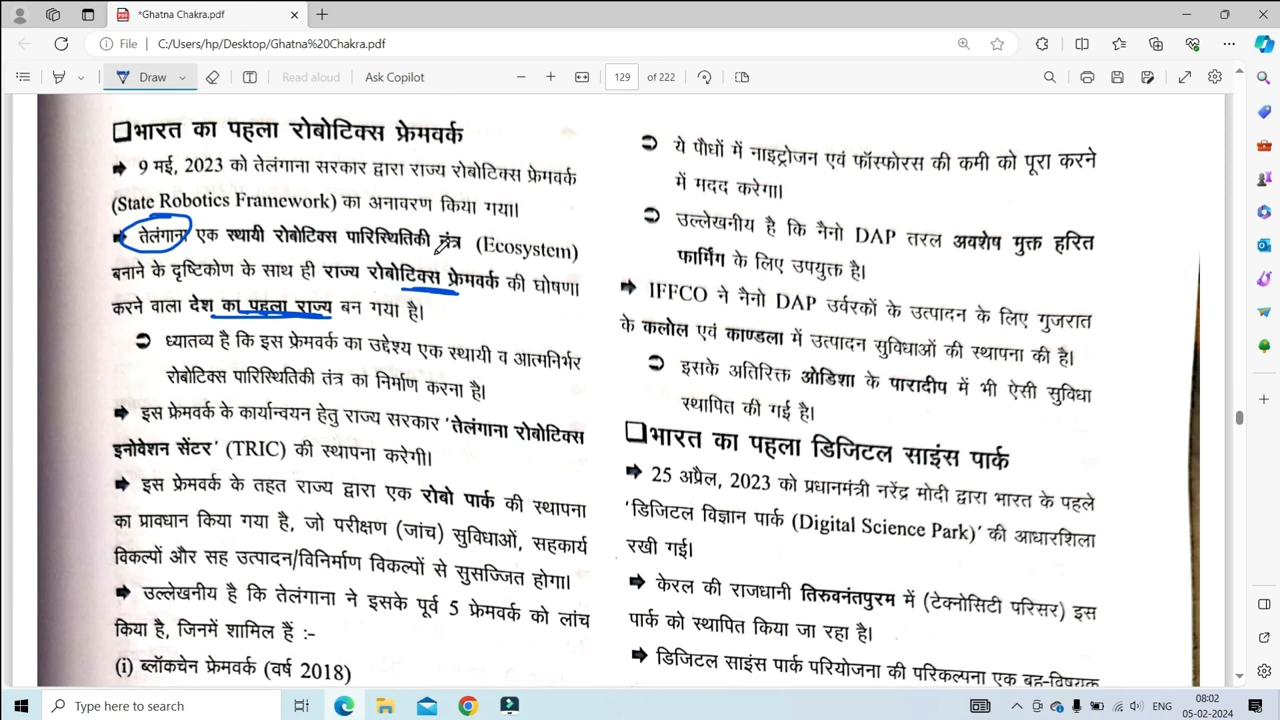 *Ghatna Chakra.pdf
File
C:/Users/hp/Desktop/Ghatna%20Chakra.pdf
Draw
Read aloud
Ask Copilot
129
of 222
भारत का पहला रोबोटिक्स फ्रेमवर्क
9 मई, 2023 को तेलंगाना सरकार द्वारा राज्य रोबोटिक्स फ्रेमवर्क
(State Robotics Framework) का अनावरण किया गया।
तेलंगाना एक स्थायी रोबोटिक्स पारिस्थितिकी तंत्र (Ecosystem)
बनाने के दृष्टिकोण के साथ ही राज्य रोबोटिक्स फ्रेमवर्क की घोषणा
करने वाला देश का पहला राज्य बन गया है।
ध्यातव्य है कि इस फ्रेमवर्क का उद्देश्य एक स्थायी व आत्मनिर्भर
रोबोटिक्स पारिस्थितिकी तंत्र का निर्माण करना है।
इस फ्रेमवर्क के कार्यान्वयन हेतु राज्य सरकार 'तेलंगाना रोबोटिक्स
इनोवेशन सेंटर' (TRIC) की स्थापना करेगी।
इस फ्रेमवर्क के तहत राज्य द्वारा एक रोबो पार्क की स्थापना
का प्रावधान किया गया है, जो परीक्षण (जांच) सुविधाओं, सहकार्य
विकल्पों और सह उत्पादन/विनिर्माण विकल्पों से सुसज्जित होगा।
उल्लेखनीय है कि तेलंगाना ने इसके पूर्व 5 फ्रेमवर्क को लांच
किया है, जिनमें शामिल हैं :-
(i) ब्लॉकचेन फ्रेमवर्क (वर्ष 2018)
ये पौधों में नाइट्रोजन एवं फॉस्फोरस की कमी को पूरा करने
में मदद करेगा।
उल्लेखनीय है कि नैनो DAP तरल अवशेष मुक्त हरित
फार्मिंग के लिए उपयुक्त है।
IFFCO ने नैनो DAP उर्वरकों के उत्पादन के लिए गुजरात
के कलोल एवं काण्डला में उत्पादन सुविधाओं की स्थापना की है।
इसके अतिरिक्त ओडिशा के पारादीप में भी ऐसी सुविधा
स्थापित की गई है।
भारत का पहला डिजिटल साइंस पार्क
25 अप्रैल, 2023 को प्रधानमंत्री नरेंद्र मोदी द्वारा भारत के पहले
'डिजिटल विज्ञान पार्क (Digital Science Park)' की आधारशिला
रखी गई।
केरल की राजधानी तिरुवनंतपुरम में (टेक्नोसिटी परिसर) इस
पार्क को स्थापित किया जा रहा है।
डिजिटल साइंस पार्क परियोजना की परिकल्पना एक बहु-विषयक
Type here to search
ENG
08:02
05-02-2024